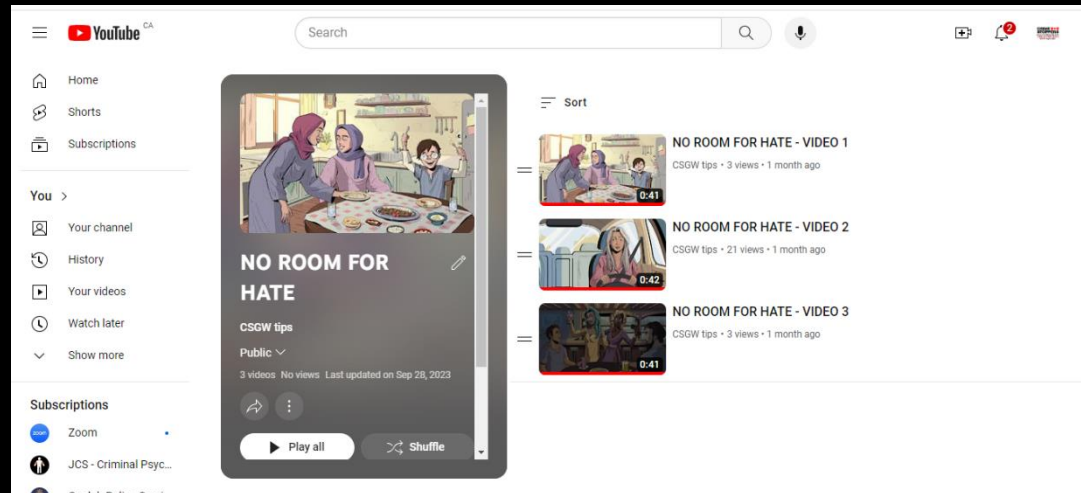 YouTube CA
Search
2
Home
Shorts
Subscriptions
You >
Your channel
History
Your videos
Watch later
Show more
Subscriptions
zoom
Zoom
JCS - Criminal Psyc...
NO ROOM FOR
HATE
CSGW tips
Public
3 videos No views Last updated on Sep 28, 2023
Play all
Shuffle
Sort
0:41
NO ROOM FOR HATE - VIDEO 1
CSGW tips • 3 views • 1 month ago
0:42
NO ROOM FOR HATE - VIDEO 2
CSGW tips • 21 views • 1 month ago
0:41
NO ROOM FOR HATE - VIDEO 3
CSGW tips • 3 views • 1 month ago